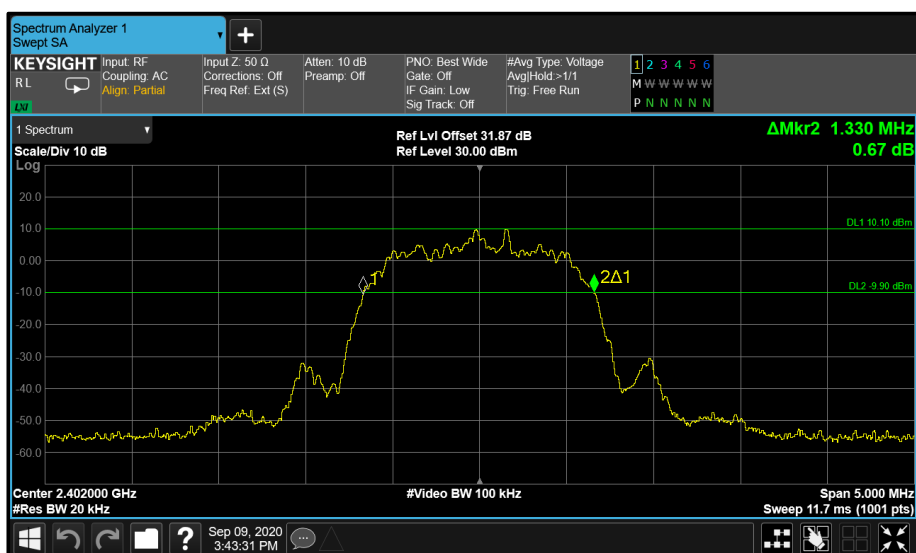 Spectrum Analyzer 1
Swept SA
KEYSIGHT
RL
LXI
Input: RF
Coupling: AC
Align: Partial
Input Z: 50 Ω
Corrections: Off
Freq Ref: Ext (S)
Atten: 10 dB
Preamp: Off
PNO: Best Wide
Gate: Off
IF Gain: Low
Sig Track: Off
#Avg Type: Voltage
Avg|Hold:>1/1
Trig: Free Run
1 2 3 4 5 6
M W W W W W
P N N N N N
1 Spectrum
Scale/Div 10 dB
Log
Ref Lvl Offset 31.87 dB
Ref Level 30.00 dBm
ΔMkr2 1.330 MHz
0.67 dB
20.0
10.0
DL1 10.10 dBm
0.00
1
2Δ1
-10.0
DL2 -9.90 dBm
-20.0
-30.0
-40.0
-50.0
-60.0
Center 2.402000 GHz
#Res BW 20 kHz
#Video BW 100 kHz
Span 5.000 MHz
Sweep 11.7 ms (1001 pts)
?
Sep 09, 2020
3:43:31 PM